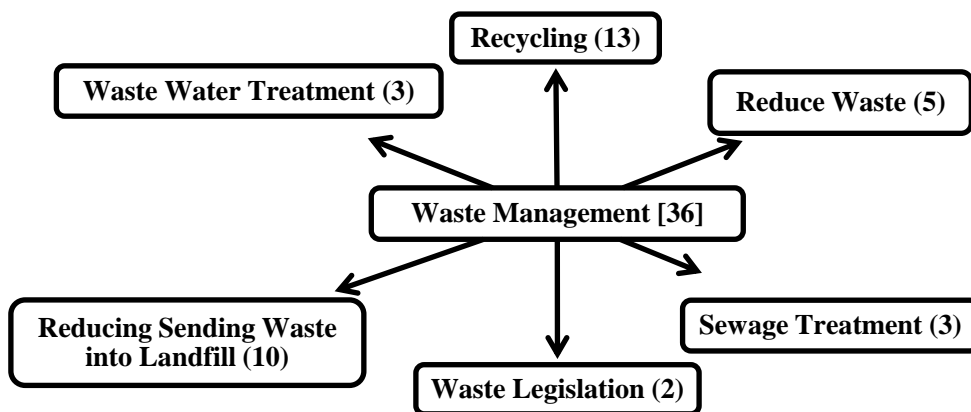 Recycling (13)
Waste Water Treatment (3)
Reduce Waste (5)
Waste Management [36]
Reducing Sending Waste
into Landfill (10)
Sewage Treatment (3)
Waste Legislation (2)